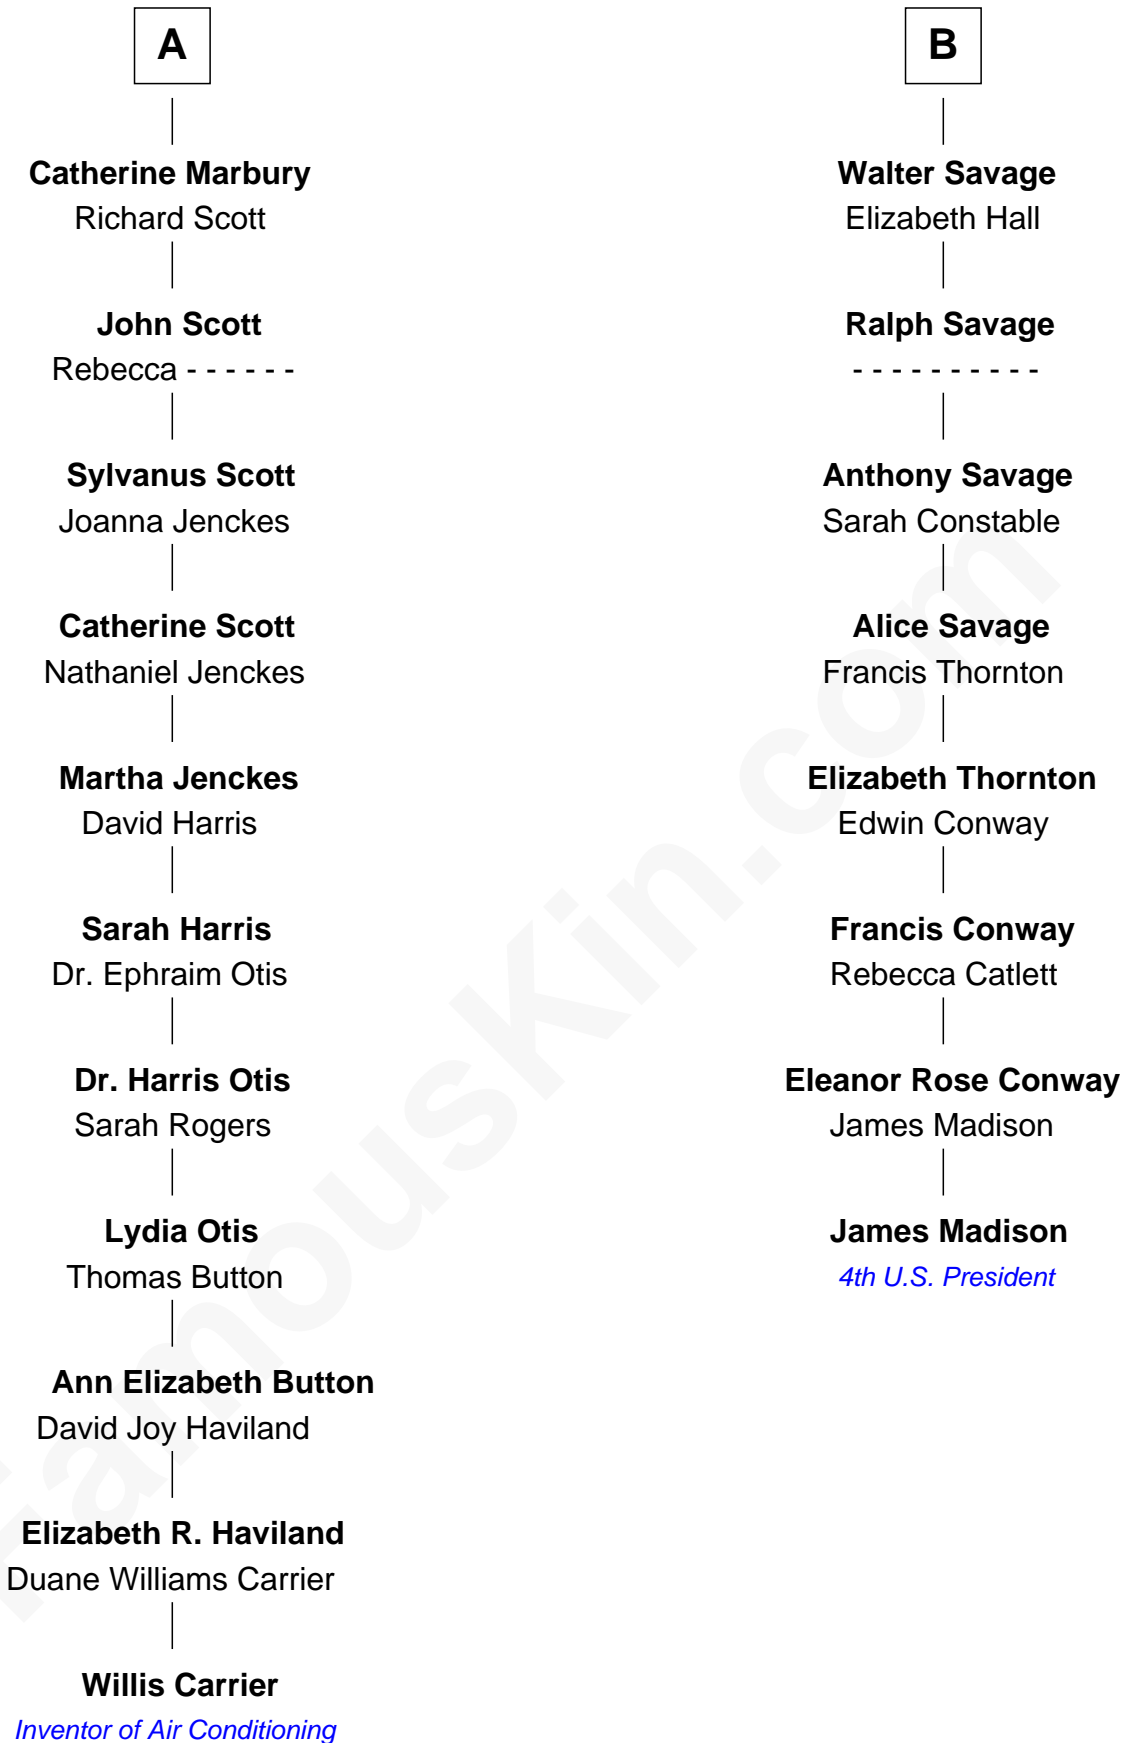 A
Catherine Marbury
Richard Scott
John Scott
Rebecca - - - - - -
Sylvanus Scott
Joanna Jenckes
Catherine Scott
Nathaniel Jenckes
Martha Jenckes
David Harris
Sarah Harris
Dr. Ephraim Otis
Dr. Harris Otis
Sarah Rogers
Lydia Otis
Thomas Button
Ann Elizabeth Button
David Joy Haviland
Elizabeth R. Haviland
Duane Williams Carrier
Willis Carrier
Inventor of Air Conditioning
B
Walter Savage
Elizabeth Hall
Ralph Savage
- - - - - - - - - -
Anthony Savage
Sarah Constable
Alice Savage
Francis Thornton
Elizabeth Thornton
Edwin Conway
Francis Conway
Rebecca Catlett
Eleanor Rose Conway
James Madison
James Madison
4th U.S. President
FamousKin.com